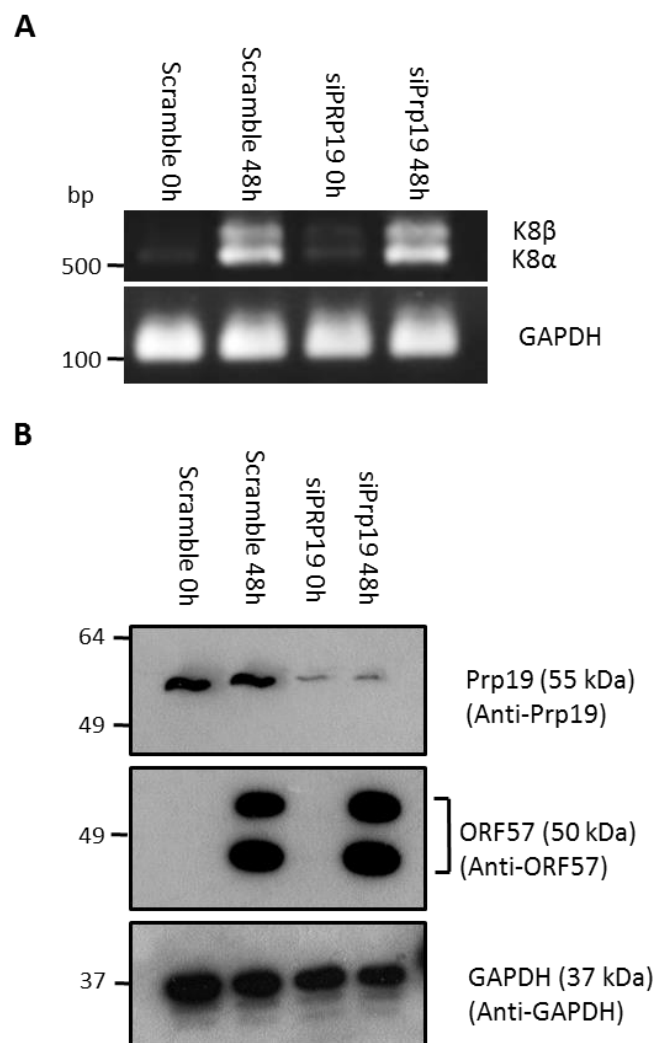 A
Scramble 0h
Scramble 48h
siPRP19 0h
siPrp19 48h
bp
K8β
500
K8α
GAPDH
100
B
Scramble 0h
Scramble 48h
siPRP19 0h
siPrp19 48h
64
Prp19 (55 kDa)
(Anti-Prp19)
49
49
ORF57 (50 kDa)
(Anti-ORF57)
37
GAPDH (37 kDa)
(Anti-GAPDH)